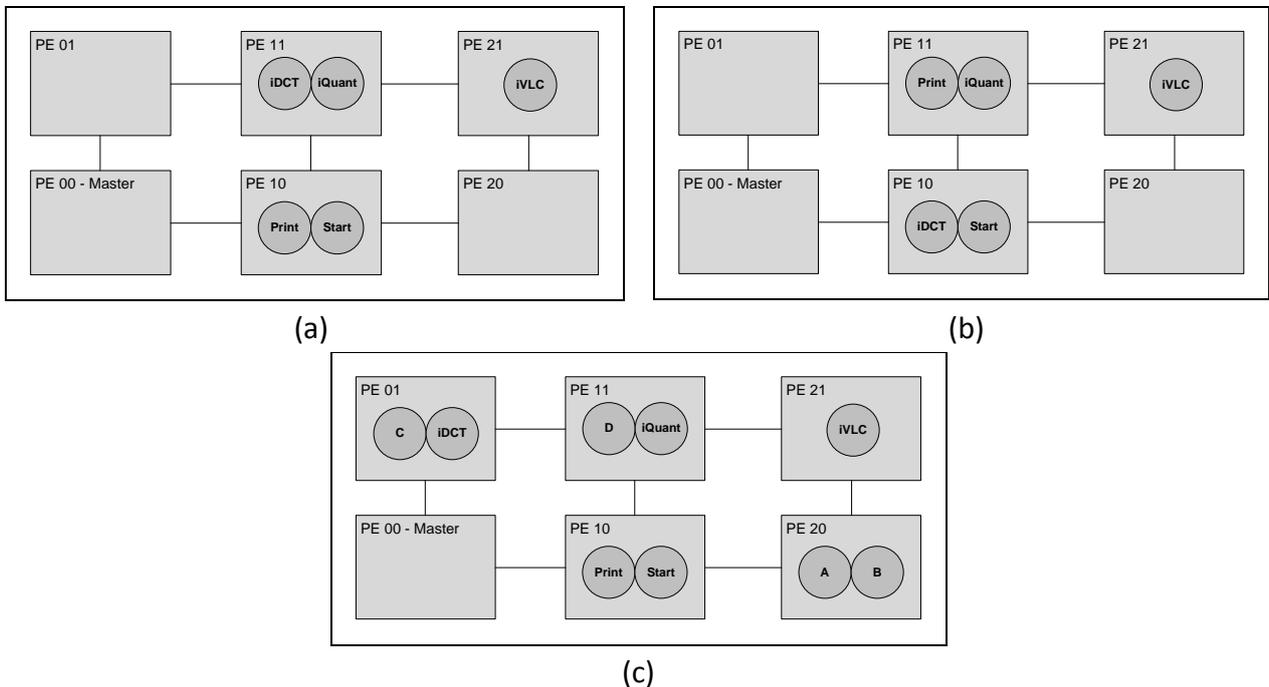 PE 01
PE 11
PE 21
iDCT
iQuant
iVLC
PE 00 - Master
PE 10
PE 20
Print
Start
(a)
PE 01
PE 11
PE 21
Print
iQuant
iVLC
PE 00 - Master
PE 10
PE 20
iDCT
Start
(b)
PE 01
PE 11
PE 21
C
iDCT
D
iQuant
iVLC
PE 00 - Master
PE 10
PE 20
Print
Start
A
B
(c)